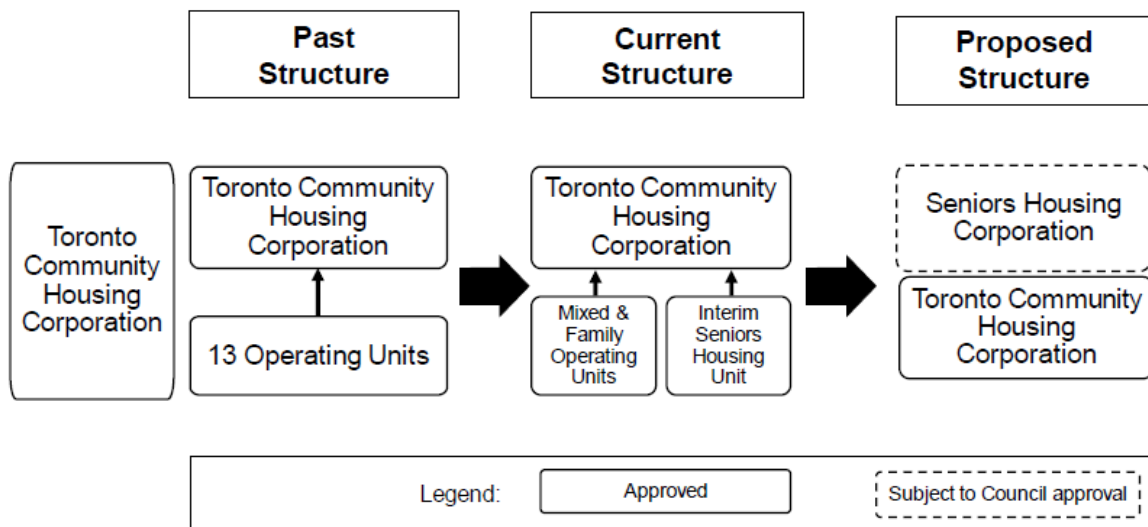 Past
Structure
Current
Structure
Proposed
Structure
Toronto
Community
Housing
Corporation
Toronto Community
Housing
Corporation
13 Operating Units
Toronto Community
Housing
Corporation
Mixed &
Family
Operating
Units
Interim
Seniors
Housing
Unit
Seniors Housing
Corporation
Toronto Community
Housing
Corporation
Legend:
Approved
Subject to Council approval